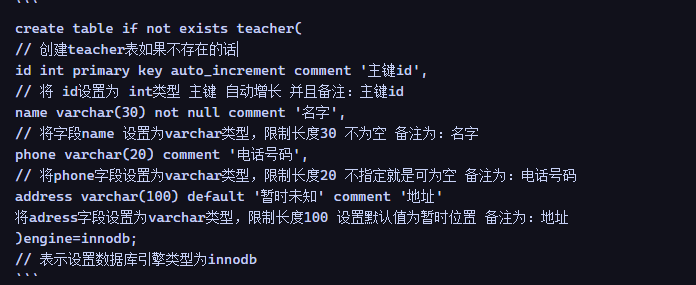 ```
create table if not exists teacher(
// 创建teacher表如果不存在的话
id int primary key auto_increment comment '主键id',
// 将 id设置为 int类型 主键 自动增长 并且备注：主键id
name varchar(30) not null comment '名字',
// 将字段name 设置为varchar类型，限制长度30 不为空 备注为：名字
phone varchar(20) comment '电话号码',
// 将phone字段设置为varchar类型，限制长度20 不指定就是可为空 备注为：电话号码
address varchar(100) default '暂时未知' comment '地址'
将adress字段设置为varchar类型，限制长度100 设置默认值为暂时位置 备注为：地址
)engine=innodb;
// 表示设置数据库引擎类型为innodb
```